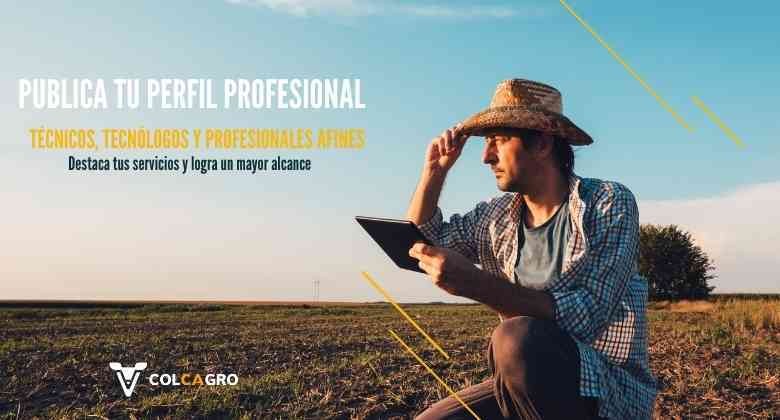 PUBLICA TU PERFIL PROFESIONAL
TÉCNICOS, TECNÓLOGOS Y PROFESIONALES AFINES
Destaca tus servicios y logra un mayor alcance
COLCAGRO